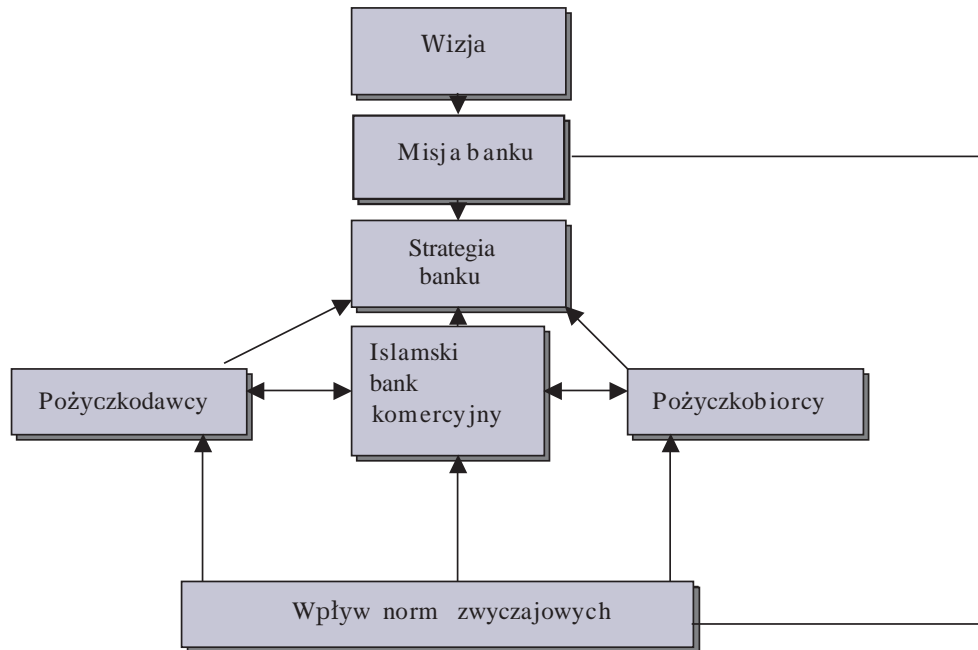 Wizja
Misja banku
Strategia
banku
Islamski
bank
komercyjny
Pożyczkodawcy
Pożyczkobiorcy
Wpływ norm zwyczajowych